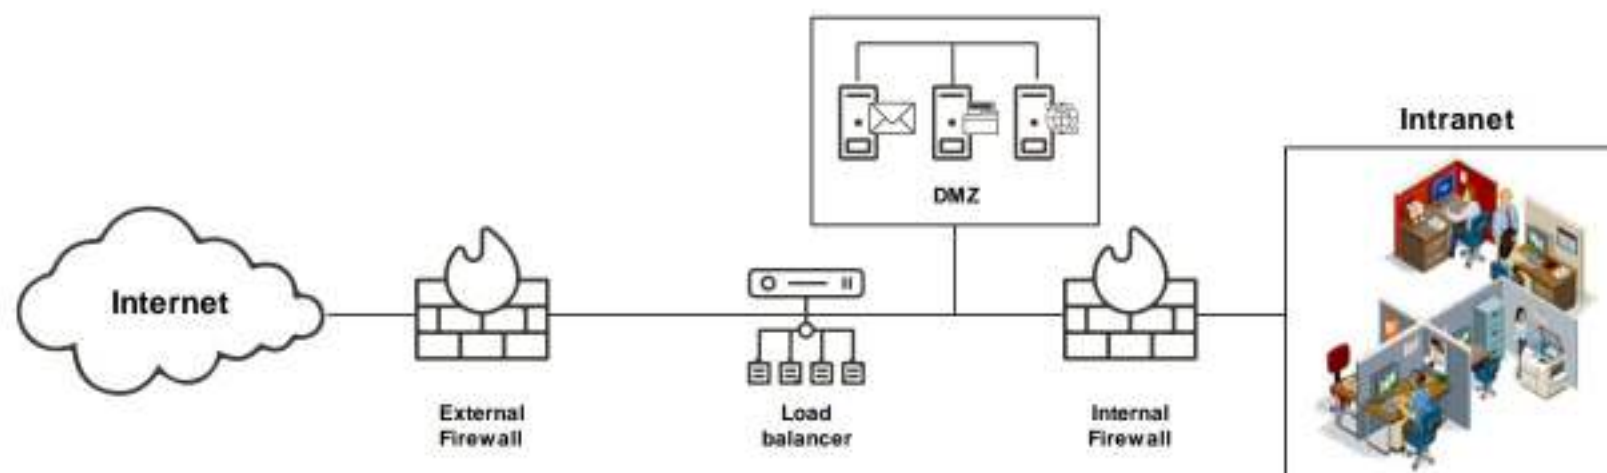 DMZ
Intranet
Internet
External
Firewall
Load
balancer
Internal
Firewall